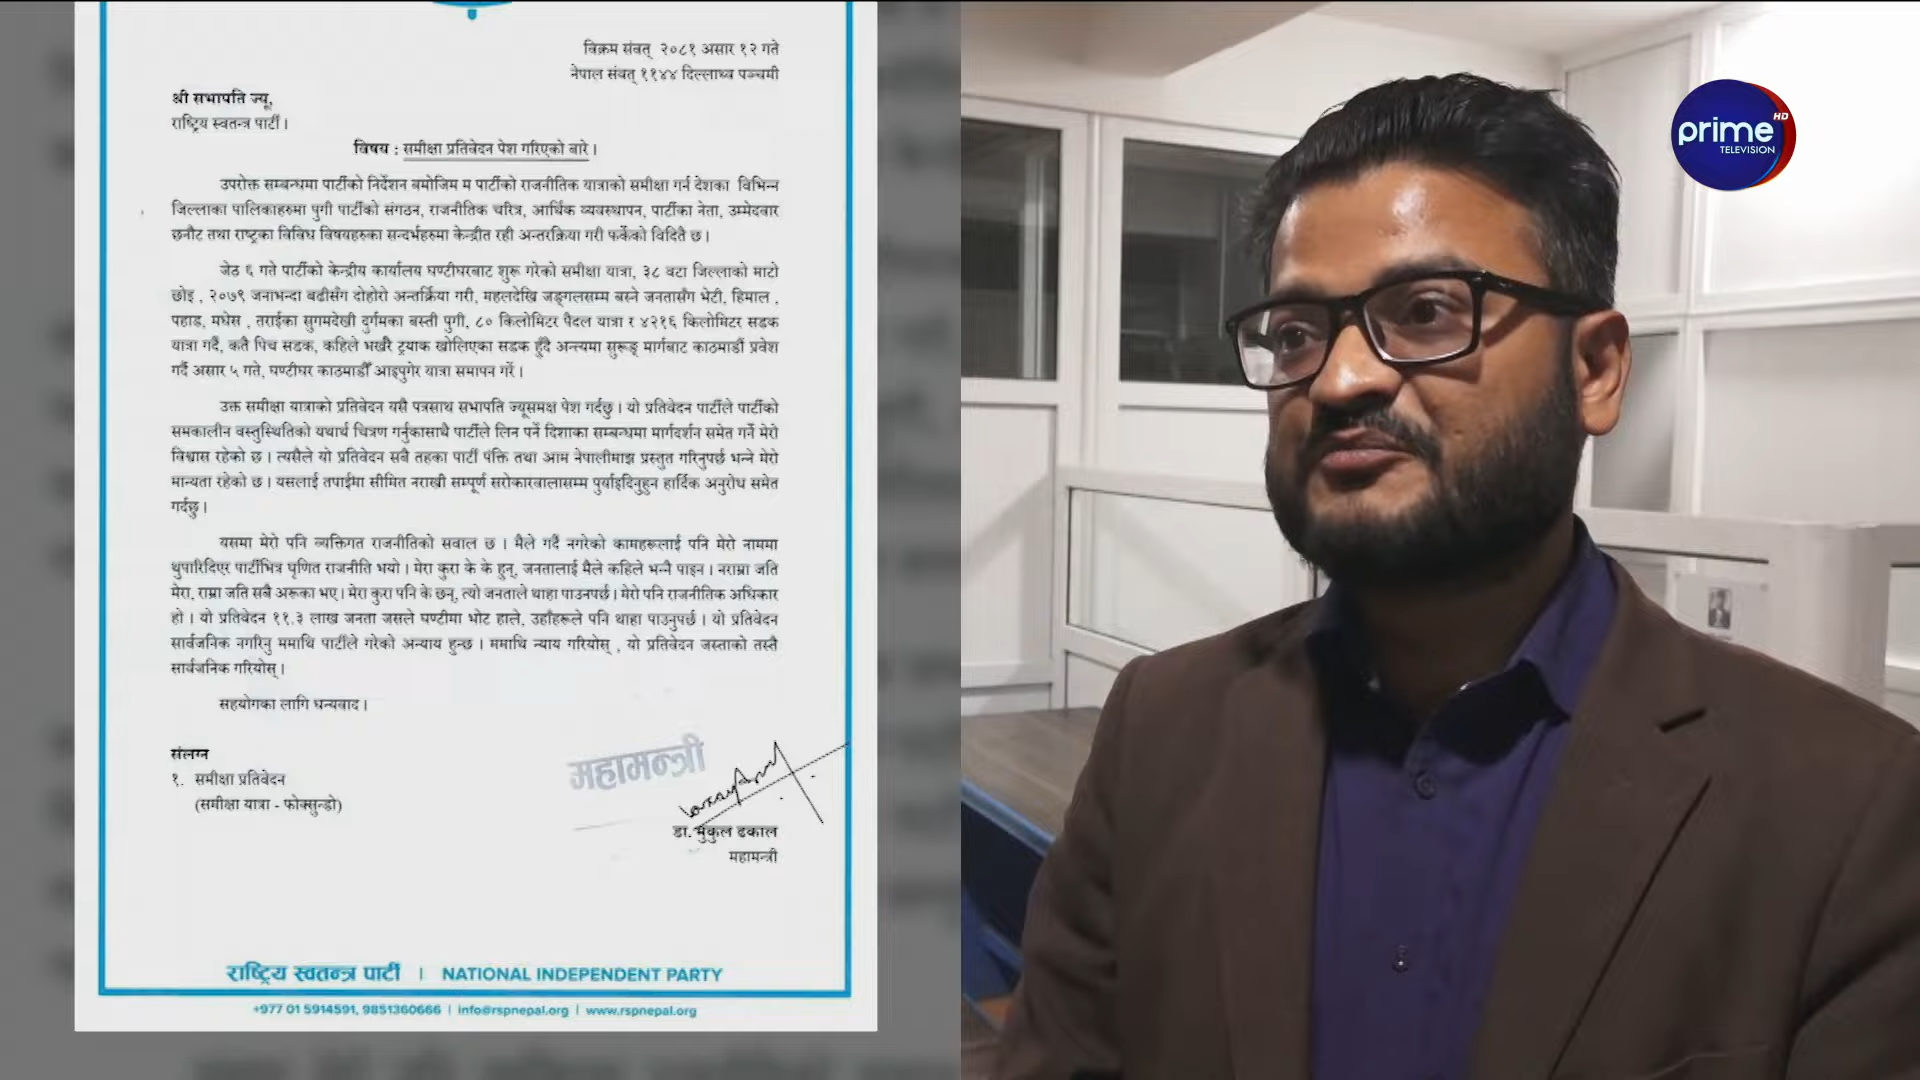 विक्रम संवत् २०८१ असार १२ गते
नेपाल संवत् ११४४ दिल्लाथ्व पञ्चमी
श्री सभापति ज्यू,
राष्ट्रिय स्वतन्त्र पार्टी ।
विषय : समीक्षा प्रतिवेदन पेश गरिएको बारे ।
उपरोक्त सम्बन्धमा पार्टीको निर्देशन बमोजिम म पार्टीको राजनीतिक यात्राको समीक्षा गर्न देशका विभिन्न
जिल्लाका पालिकाहरुमा पुगी पार्टीको संगठन, राजनीतिक चरित्र, आर्थिक व्यवस्थापन, पार्टीका नेता, उम्मेदवार
छनौट तथा राष्ट्रका विविध विषयहरुका सन्दर्भहरुमा केन्द्रीत रही अन्तरक्रिया गरी फर्केको विदितै छ ।
जेठ ६ गते पार्टीको केन्द्रीय कार्यालय घण्टीघरबाट शुरू गरेको समीक्षा यात्रा, ३८ वटा जिल्लाको माटो
छोइ , २०७९ जनाभन्दा बढीसँग दोहोरो अन्तर्क्रिया गरी, महलदेखि जङ्गलसम्म बस्ने जनतासँग भेटी, हिमाल ,
पहाड, मधेस , तराईका सुगमदेखी दुर्गमका बस्ती पुगी, ८० किलोमिटर पैदल यात्रा र ४२१६ किलोमिटर सडक
यात्रा गर्दै, कतै पिच सडक, कहिले भर्खरै ट्र्याक खोलिएका सडक हुँदै अन्त्यमा सुरूङ्ग मार्गबाट काठमाडौं प्रवेश
गर्दै असार ५ गते, घण्टीघर काठमाडौँ आइपुगेर यात्रा समापन गरेँ ।
उक्त समीक्षा यात्राको प्रतिवेदन यसै पत्रसाथ सभापति ज्यूसमक्ष पेश गर्दछु । यो प्रतिवेदन पार्टीले पार्टीको
समकालीन वस्तुस्थितिको यथार्थ चित्रण गर्नुकासाथै पार्टीले लिन पर्ने दिशाका सम्बन्धमा मार्गदर्शन समेत गर्ने मेरो
विश्वास रहेको छ । त्यसैले यो प्रतिवेदन सबै तहका पार्टी पंक्ति तथा आम नेपालीमाझ प्रस्तुत गरिनुपर्छ भन्ने मेरो
मान्यता रहेको छ । यसलाई तपाईंमा सीमित नराखी सम्पूर्ण सरोकारवालासम्म पुर्याइदिनुहुन हार्दिक अनुरोध समेत
गर्दछु ।
यसमा मेरो पनि व्यक्तिगत राजनीतिको सवाल छ । मैले गर्दै नगरेको कामहरूलाई पनि मेरो नाममा
थुपारिदिएर पार्टीभित्र घृणित राजनीति भयो । मेरा कुरा के के हुन्, जनतालाई मैले कहिले भन्नै पाइन । नराम्रा जति
मेरा, राम्रा जति सबै अरूका भए । मेरा कुरा पनि के छन्, त्यो जनताले थाहा पाउनपर्छ । मेरो पनि राजनीतिक अधिकार
हो । यो प्रतिवेदन ११.३ लाख जनता जसले घण्टीमा भोट हाले, उहाँहरूले पनि थाहा पाउनुपर्छ । यो प्रतिवेदन
सार्वजनिक नगरिनु ममाथि पार्टीले गरेको अन्याय हुन्छ । ममाथि न्याय गरियोस् , यो प्रतिवेदन जस्ताको तस्तै
सार्वजनिक गरियोस् ।
सहयोगका लागि धन्यवाद ।
संलग्न
१. समीक्षा प्रतिवेदन
(समीक्षा यात्रा - फोक्सुन्डो)
महामन्त्री
डा. मुकुल ढकाल
महामन्त्री
राष्ट्रिय स्वतन्त्र पार्टी | NATIONAL INDEPENDENT PARTY
+977 01 5914591, 9851360666 | info@rspnepal.org | www.rspnepal.org
prime HD
TELEVISION